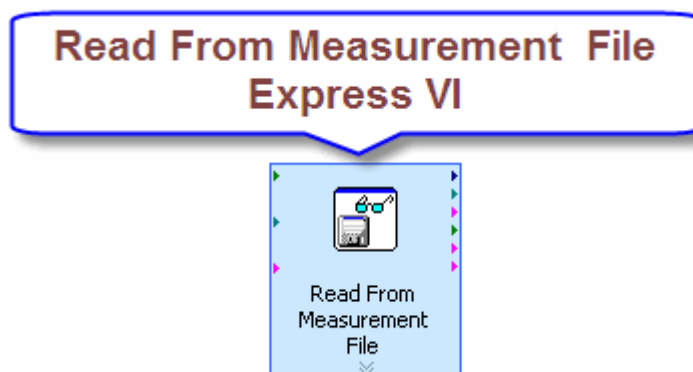 Read From Measurement File
Express VI
Read From
Measurement
File